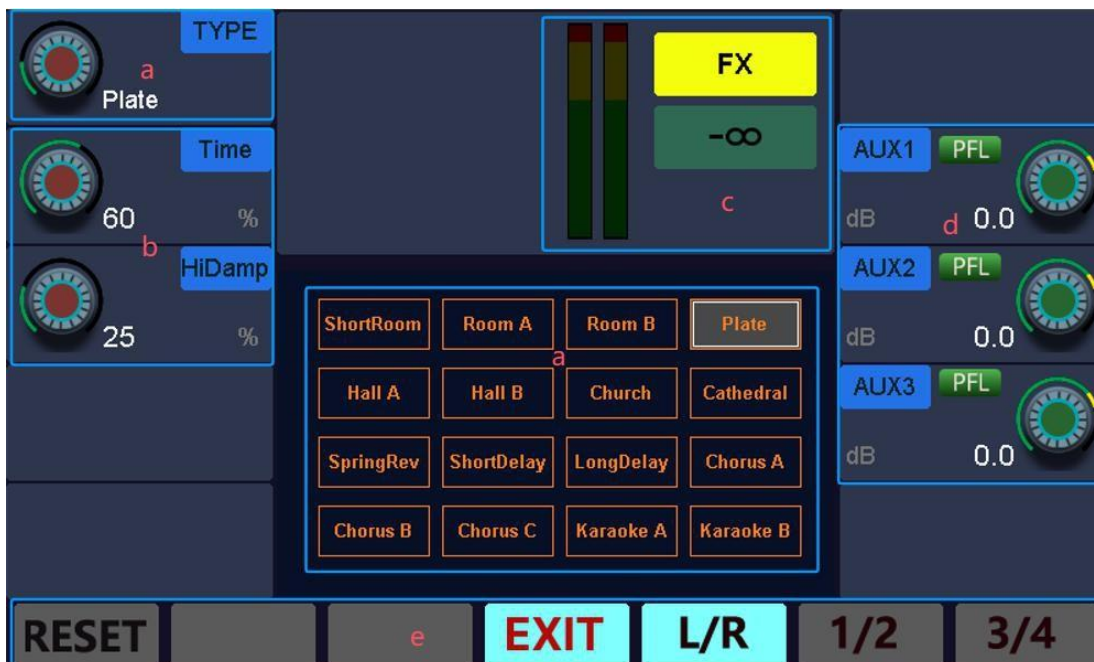 TYPE
a
Plate
Time
60 %
b
HiDamp
25 %
FX
-∞
c
AUX1 PFL
dB d 0.0
AUX2 PFL
dB 0.0
AUX3 PFL
dB 0.0
ShortRoom Room A Room B Plate
a
Hall A Hall B Church Cathedral
SpringRev ShortDelay LongDelay Chorus A
Chorus B Chorus C Karaoke A Karaoke B
RESET e EXIT L/R 1/2 3/4